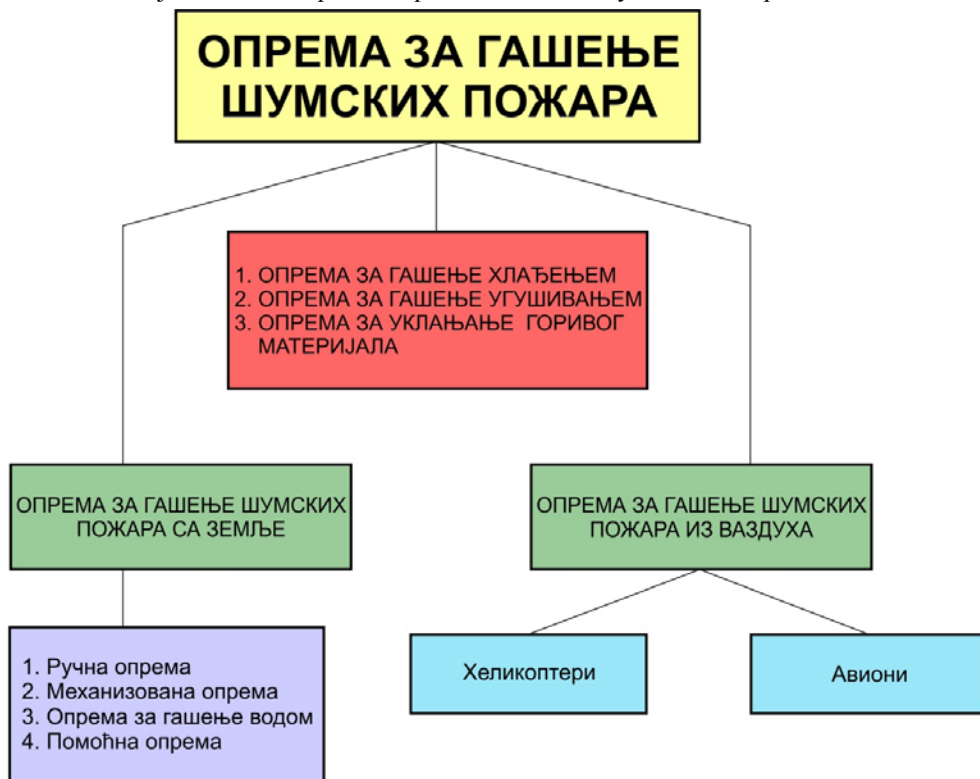 ОПРЕМА ЗА ГАШЕЊЕ
ШУМСКИХ ПОЖАРА
1. ОПРЕМА ЗА ГАШЕЊЕ ХЛАЂЕЊЕМ
2. ОПРЕМА ЗА ГАШЕЊЕ УГУШИВАЊЕМ
3. ОПРЕМА ЗА УКЛАЊАЊЕ ГОРИВОГ
МАТЕРИЈАЛА
ОПРЕМА ЗА ГАШЕЊЕ ШУМСКИХ
ПОЖАРА СА ЗЕМЉЕ
ОПРЕМА ЗА ГАШЕЊЕ ШУМСКИХ
ПОЖАРА ИЗ ВАЗДУХА
1. Ручна опрема
2. Механизована опрема
3. Опрема за гашење водом
4. Помоћна опрема
Хеликоптери
Авиони